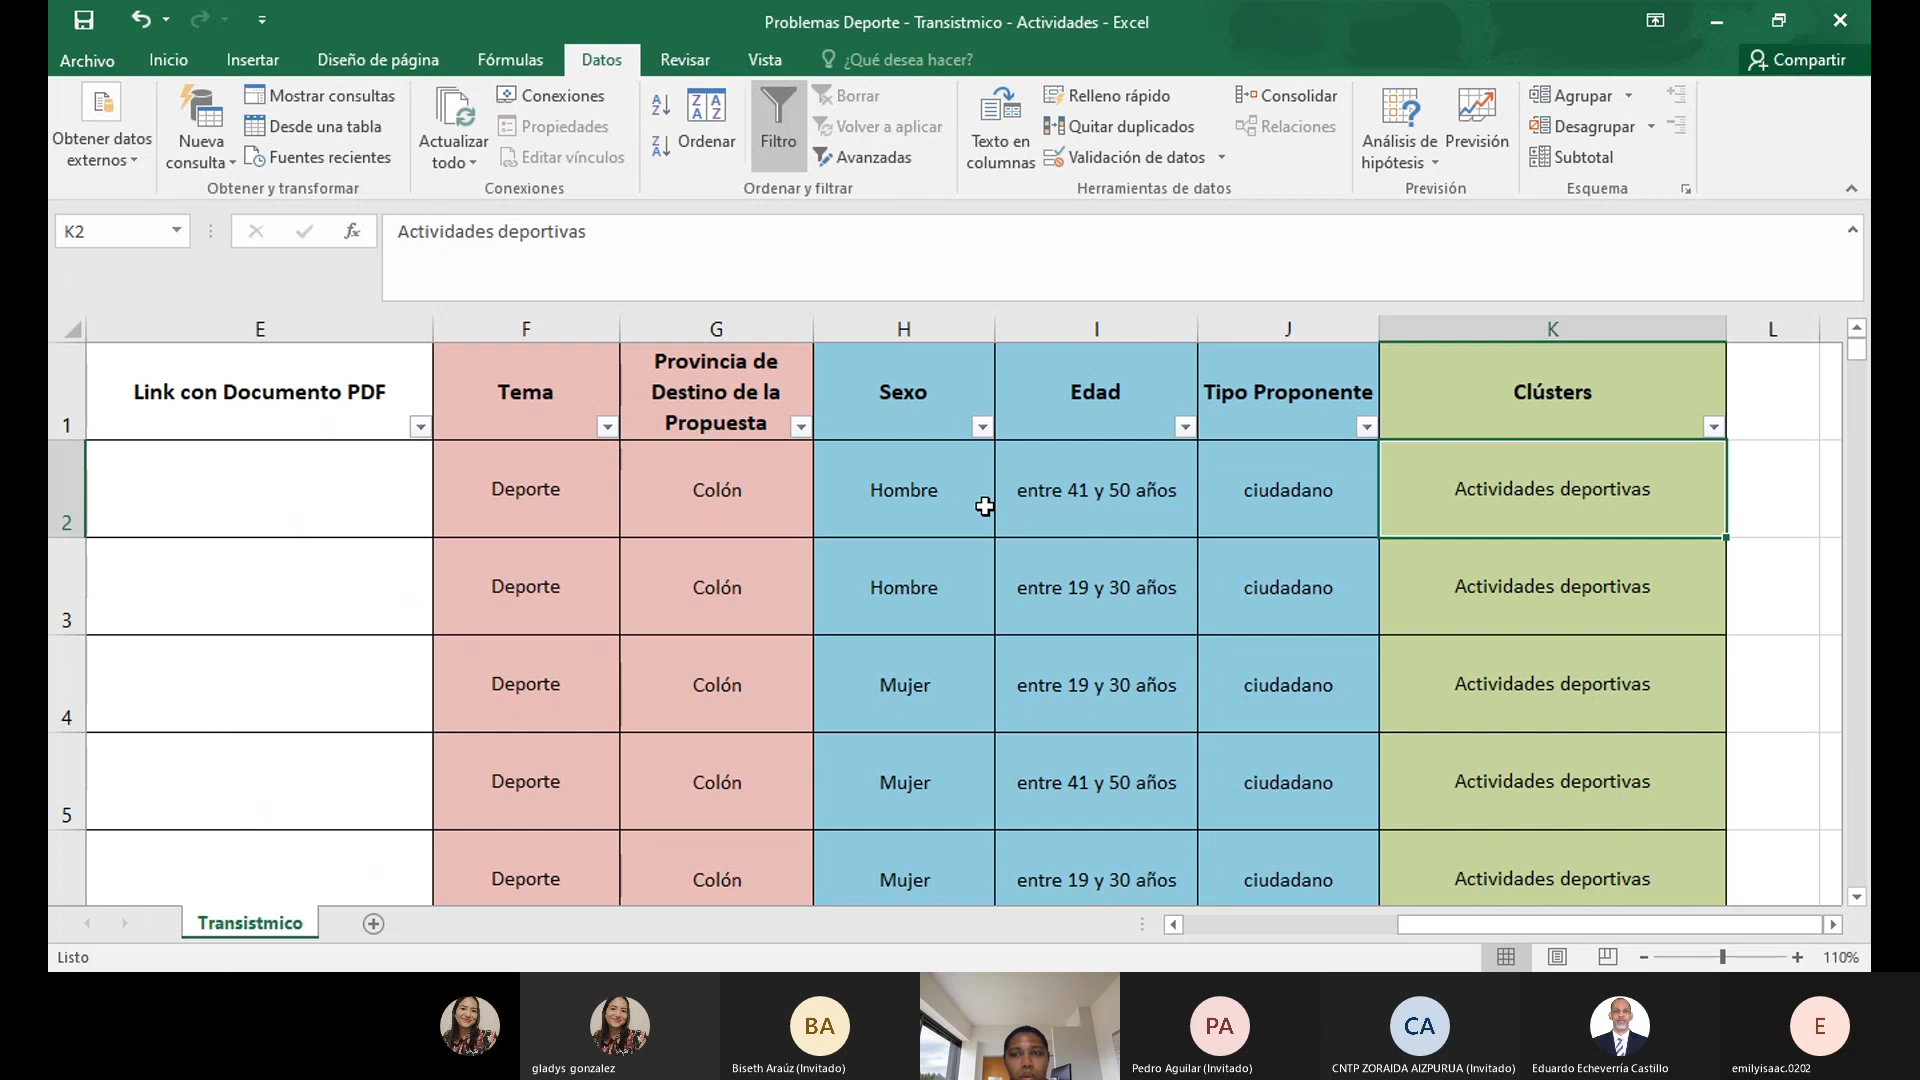 Problemas Deporte - Transistmico - Actividades - Excel
Archivo Inicio Insertar Diseño de página Fórmulas Datos Revisar Vista ¿Qué desea hacer? Compartir
Obtener datos externos
Nueva consulta
Mostrar consultas
Desde una tabla
Fuentes recientes
Obtener y transformar
Actualizar todo
Conexiones
Propiedades
Editar vínculos
Conexiones
Ordenar
Filtro
Borrar
Volver a aplicar
Avanzadas
Ordenar y filtrar
Texto en columnas
Relleno rápido
Quitar duplicados
Validación de datos
Consolidar
Relaciones
Herramientas de datos
Análisis de hipótesis
Previsión
Previsión
Agrupar
Desagrupar
Subtotal
Esquema
K2 fx Actividades deportivas
E F G H I J K L
1 Link con Documento PDF Tema Provincia de Destino de la Propuesta Sexo Edad Tipo Proponente Clústers
2 Deporte Colón Hombre entre 41 y 50 años ciudadano Actividades deportivas
3 Deporte Colón Hombre entre 19 y 30 años ciudadano Actividades deportivas
4 Deporte Colón Mujer entre 19 y 30 años ciudadano Actividades deportivas
5 Deporte Colón Mujer entre 41 y 50 años ciudadano Actividades deportivas
Deporte Colón Mujer entre 19 y 30 años ciudadano Actividades deportivas
Transistmico
Listo 110%
BA PA CA E
gladys gonzalez Biseth Araúz (Invitado) Pedro Aguilar (Invitado) CNTP ZORAIDA AIZPURUA (Invitado) Eduardo Echeverría Castillo emilyisaac.0202